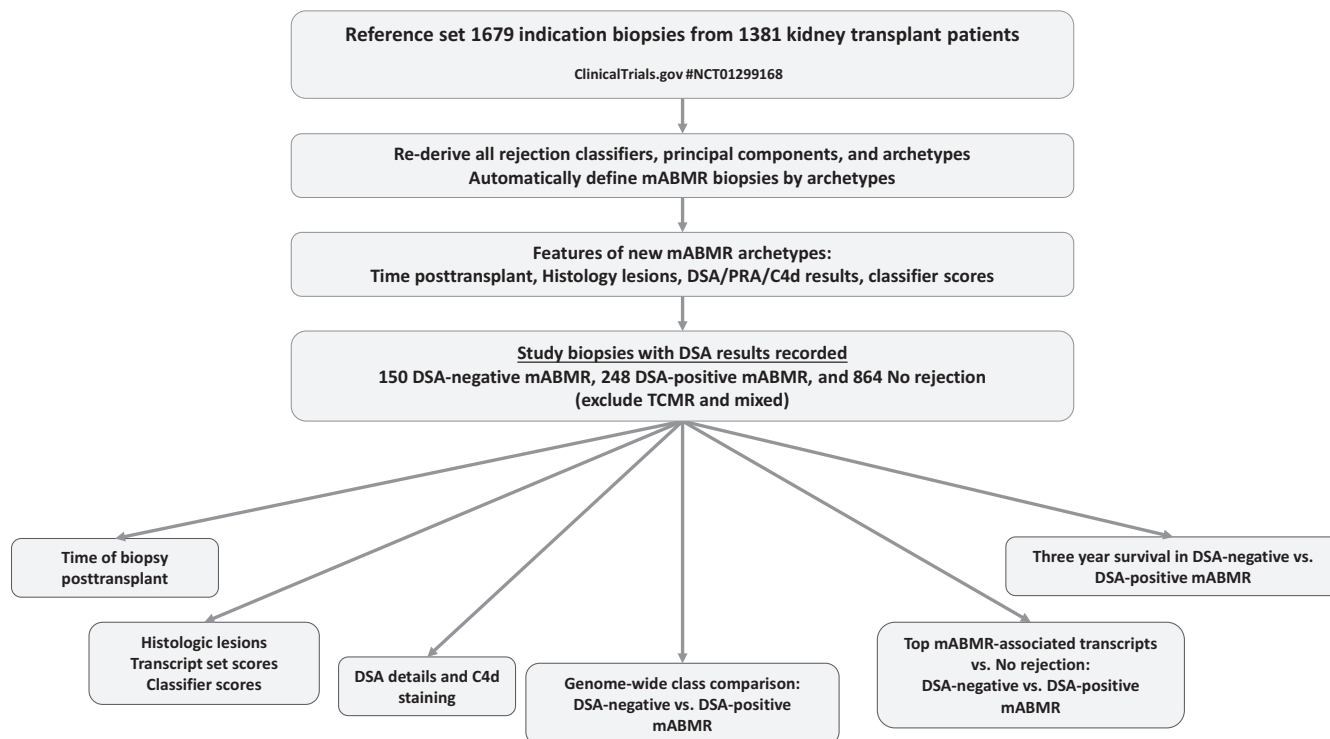 Reference set 1679 indication biopsies from 1381 kidney transplant patients
ClinicalTrials.gov #NCT01299168
Re-derive all rejection classifiers, principal components, and archetypes
Automatically define mABMR biopsies by archetypes
Features of new mABMR archetypes:
Time posttransplant, Histology lesions, DSA/PRA/C4d results, classifier scores
Study biopsies with DSA results recorded
150 DSA-negative mABMR, 248 DSA-positive mABMR, and 864 No rejection
(exclude TCMR and mixed)
Time of biopsy
posttransplant
Histologic lesions
Transcript set scores
Classifier scores
DSA details and C4d
staining
Genome-wide class comparison:
DSA-negative vs. DSA-positive
mABMR
Top mABMR-associated transcripts
vs. No rejection:
DSA-negative vs. DSA-positive
mABMR
Three year survival in DSA-negative vs.
DSA-positive mABMR